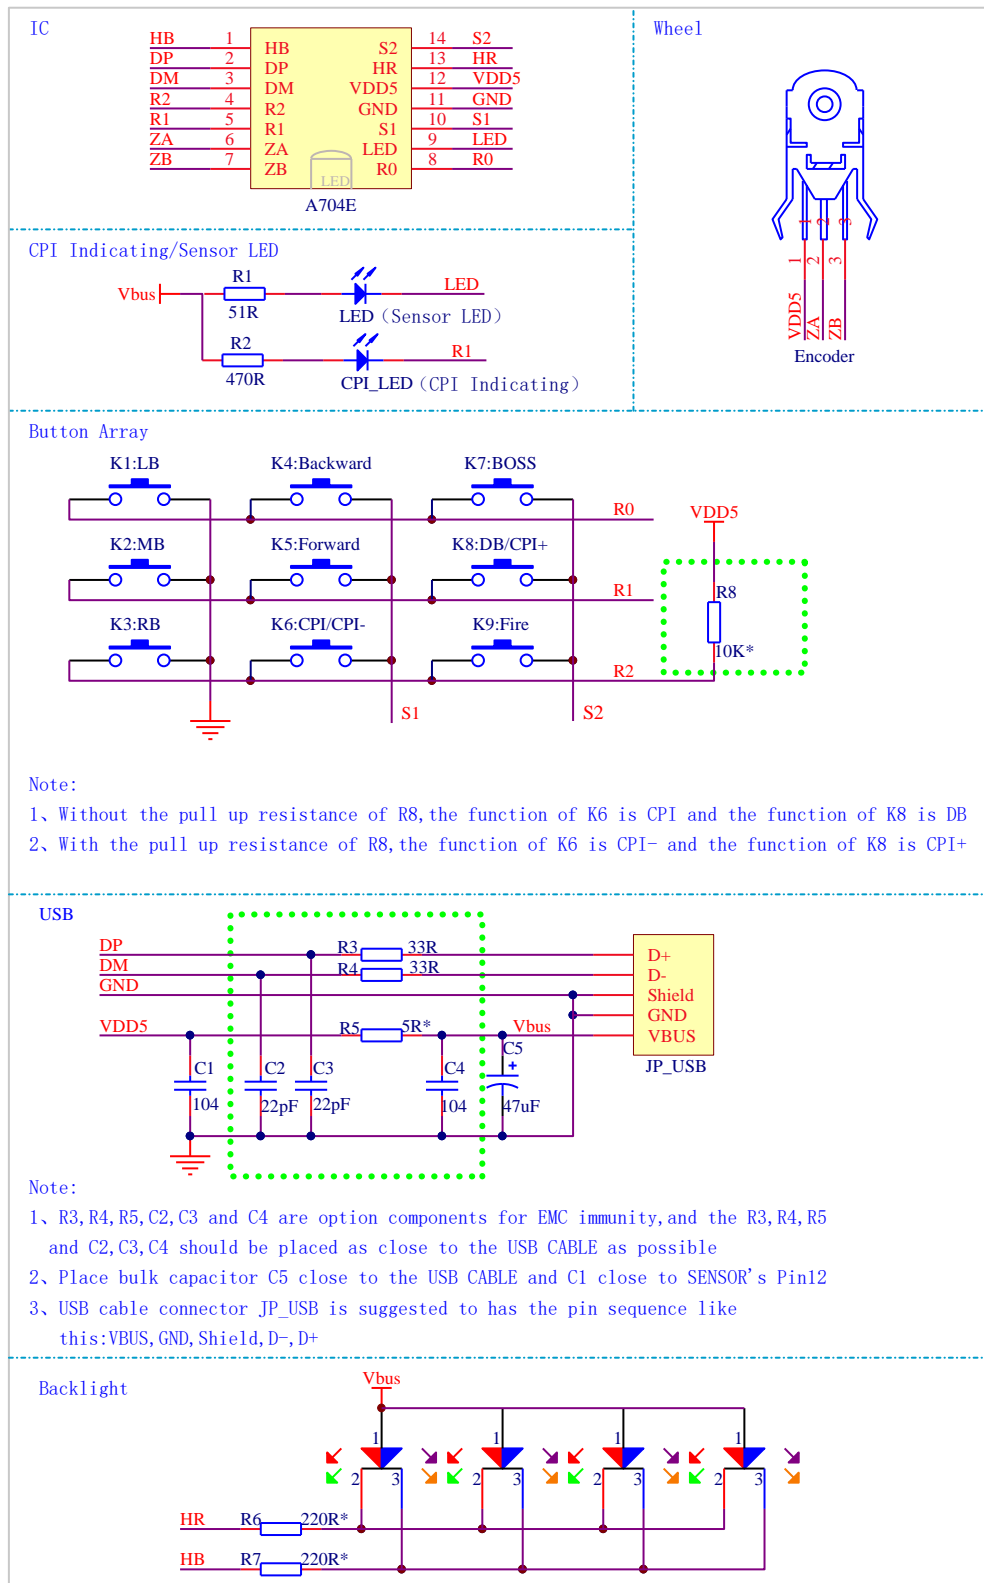 IC
HB 1 HB S2 14 S2
DP 2 DP HR 13 HR
DM 3 DM VDD5 12 VDD5
R2 4 R2 GND 11 GND
R1 5 R1 S1 10 S1
ZA 6 ZA LED 9 LED
ZB 7 ZB R0 8 R0
LED
A704E
Wheel
1 2 3
1 2 3
VDD5 ZA ZB
Encoder
CPI Indicating/Sensor LED
R1 LED
Vbus
51R LED（Sensor LED）
R2 R1
470R CPI_LED（CPI Indicating）
Button Array
K1:LB K4:Backward K7:BOSS
R0 VDD5
K2:MB K5:Forward K8:DB/CPI+
R1 R8
K3:RB K6:CPI/CPI- K9:Fire
10K*
R2
S1 S2
Note:
1、Without the pull up resistance of R8,the function of K6 is CPI and the function of K8 is DB
2、With the pull up resistance of R8,the function of K6 is CPI- and the function of K8 is CPI+
USB
DP R3 33R D+
DM R4 33R D-
GND Shield
GND
VDD5 R5 5R* Vbus VBUS
JP_USB
C1 C2 C3 C4 C5
+
104 22pF 22pF 104 47uF
Note:
1、R3,R4,R5,C2,C3 and C4 are option components for EMC immunity,and the R3,R4,R5
and C2,C3,C4 should be placed as close to the USB CABLE as possible
2、Place bulk capacitor C5 close to the USB CABLE and C1 close to SENSOR's Pin12
3、USB cable connector JP_USB is suggested to has the pin sequence like
this:VBUS,GND,Shield,D-,D+
Backlight
Vbus
1 1 1 1
2 3 2 3 2 3 2 3
HR R6 220R*
HB R7 220R*